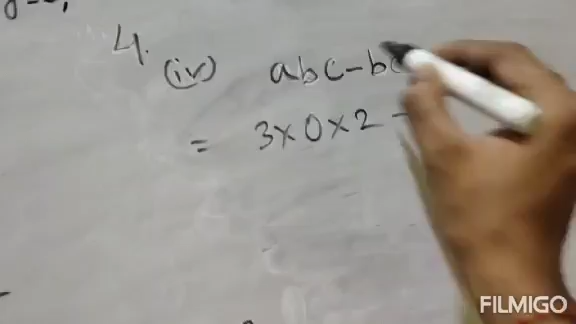 4.
(iv) abc-bc
= 3×0×2 -
FILMIGO